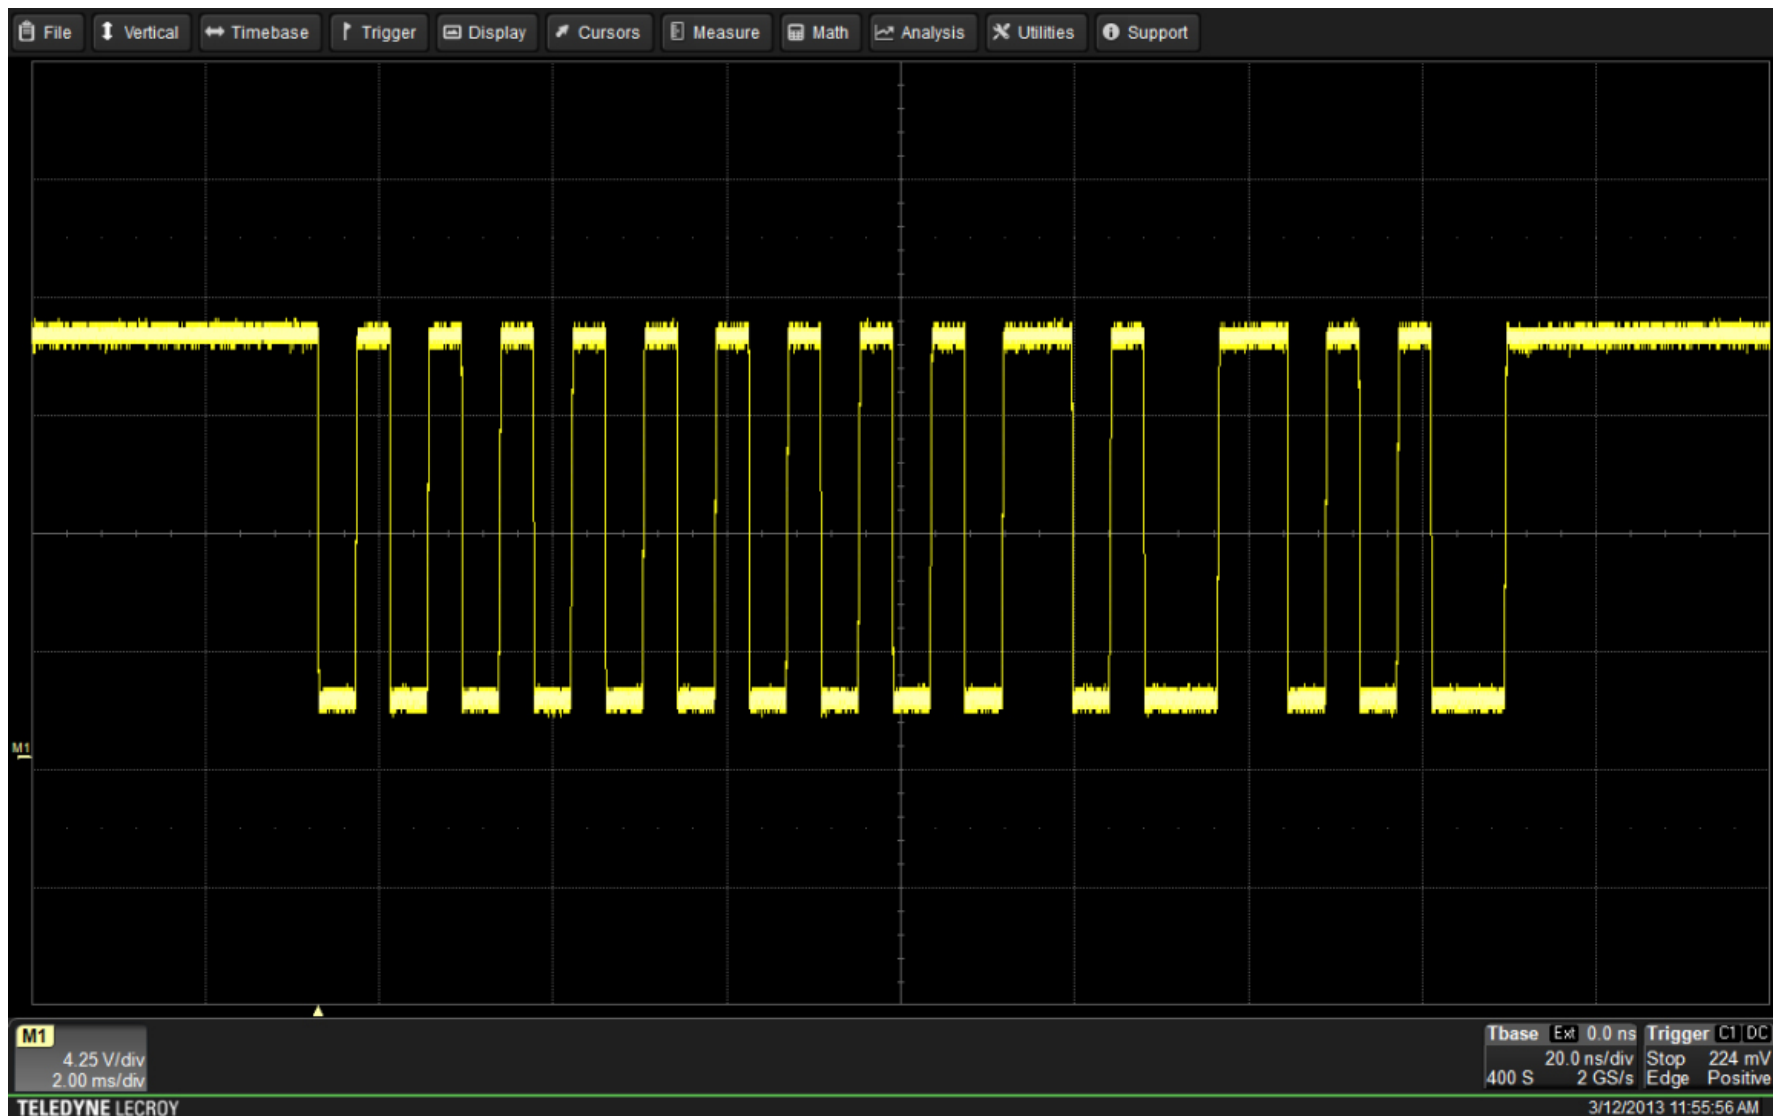 File Vertical Timebase Trigger Display Cursors Measure Math Analysis Utilities Support
M1
M1
4.25 V/div
2.00 ms/div
Tbase Ext 0.0 ns
20.0 ns/div
400 S 2 GS/s
Trigger C1 DC
Stop 224 mV
Edge Positive
TELEDYNE LECROY
3/12/2013 11:55:56 AM